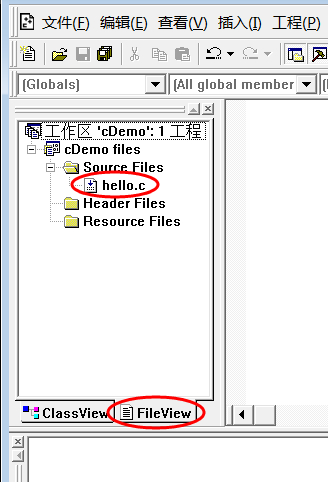 文件(F) 编辑(E) 查看(V) 插入(I) 工程(P)
(Globals) (All global member
工作区 'cDemo': 1 工程
cDemo files
Source Files
hello.c
Header Files
Resource Files
ClassView FileView